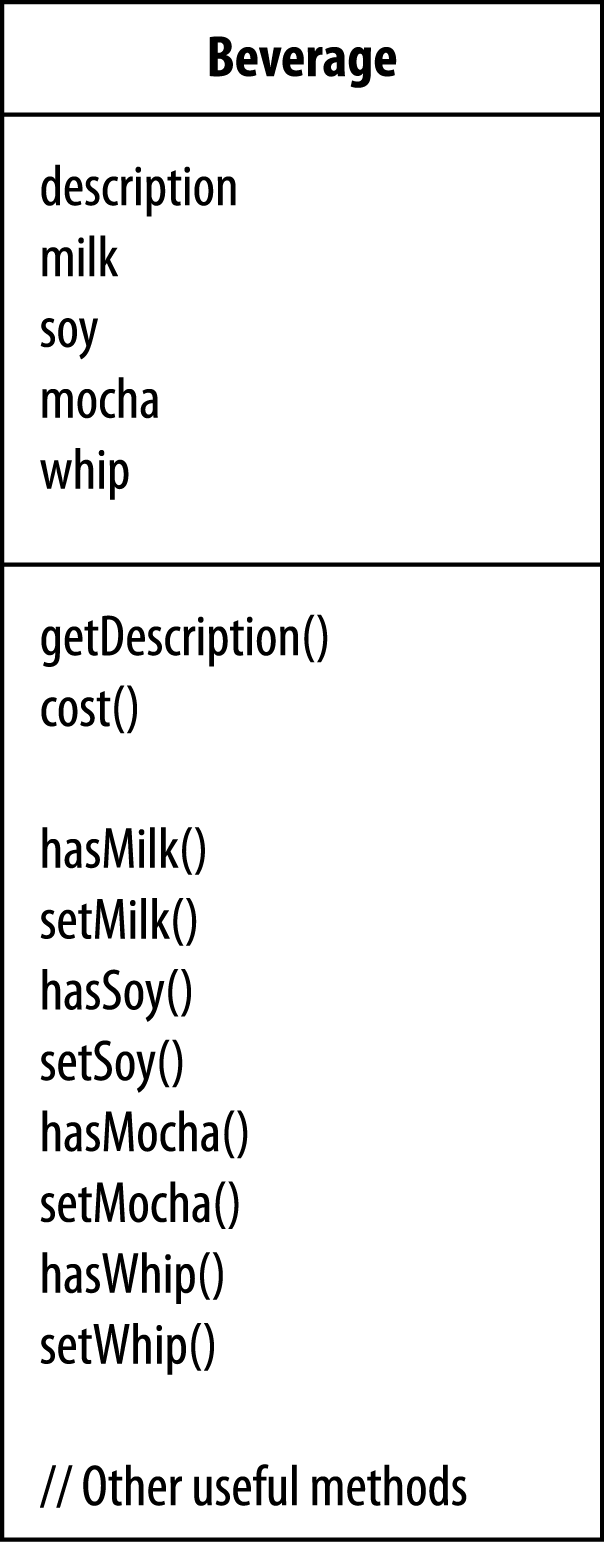 Beverage
description
milk
soy
mocha
whip
getDescription()
cost()
hasMilk()
setMilk()
hasSoy()
setSoy()
hasMocha()
setMocha()
hasWhip()
setWhip()
// Other useful methods